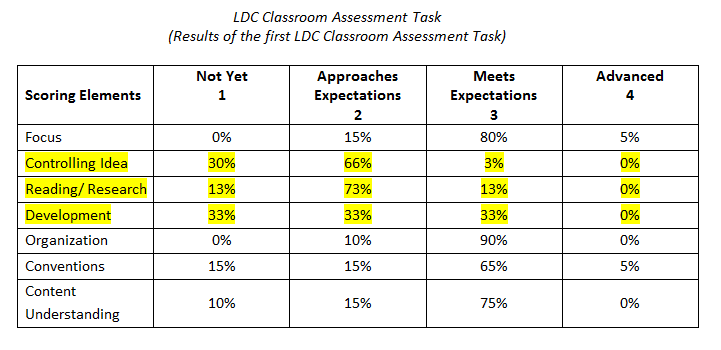 LDC Classroom Assessment Task
(Results of the first LDC Classroom Assessment Task)
Scoring Elements | Not Yet 1 | Approaches Expectations 2 | Meets Expectations 3 | Advanced 4
Focus | 0% | 15% | 80% | 5%
Controlling Idea | 30% | 66% | 3% | 0%
Reading/ Research | 13% | 73% | 13% | 0%
Development | 33% | 33% | 33% | 0%
Organization | 0% | 10% | 90% | 0%
Conventions | 15% | 15% | 65% | 5%
Content Understanding | 10% | 15% | 75% | 0%